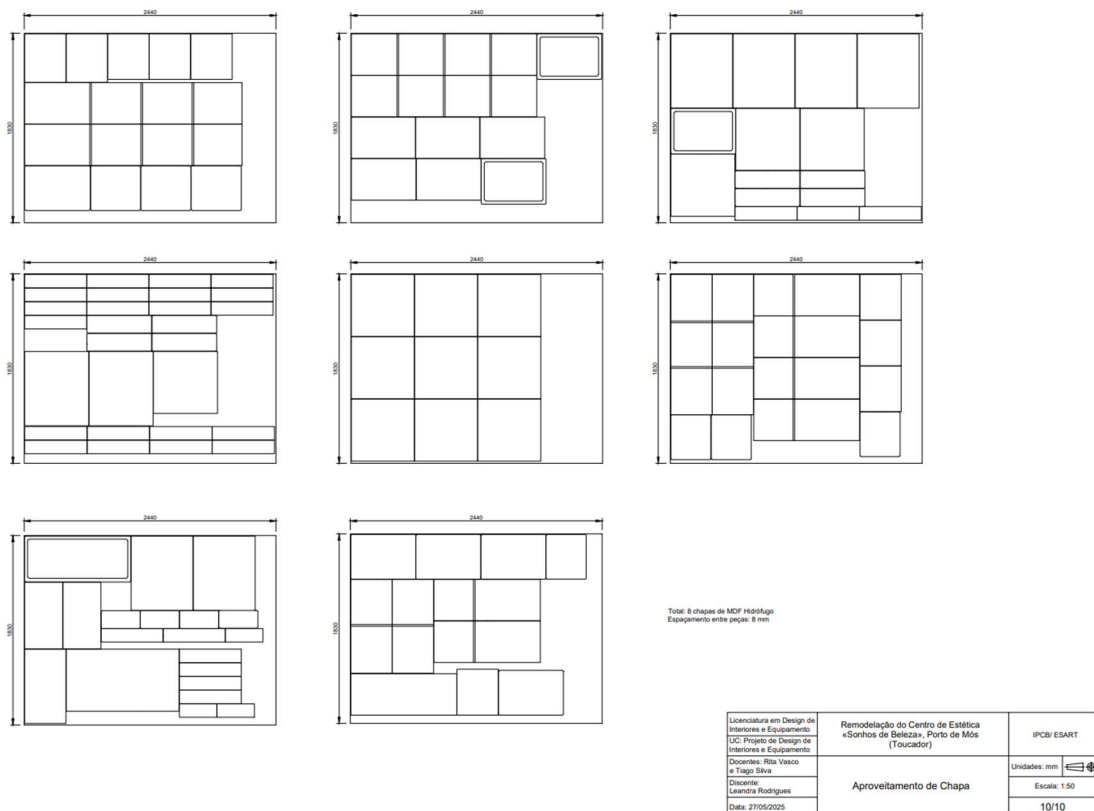 2440
2440
2440
1830
1830
1830
2440
2440
2440
1830
1830
1830
2440
2440
1830
1830
Total: 8 chapas de MDF Hidrófugo
Espaçamento entre peças: 8 mm
Licenciatura em Design de
Interiores e Equipamento
UC: Projeto de Design de
Interiores e Equipamento
Docentes: Rita Vasco
e Tiago Silva
Discente:
Leandra Rodrigues
Data: 27/05/2025
Remodelação do Centro de Estética
«Sonhos de Beleza», Porto de Mós
(Toucador)
Aproveitamento de Chapa
IPCB/ ESART
Unidades: mm
Escala: 1:50
10/10